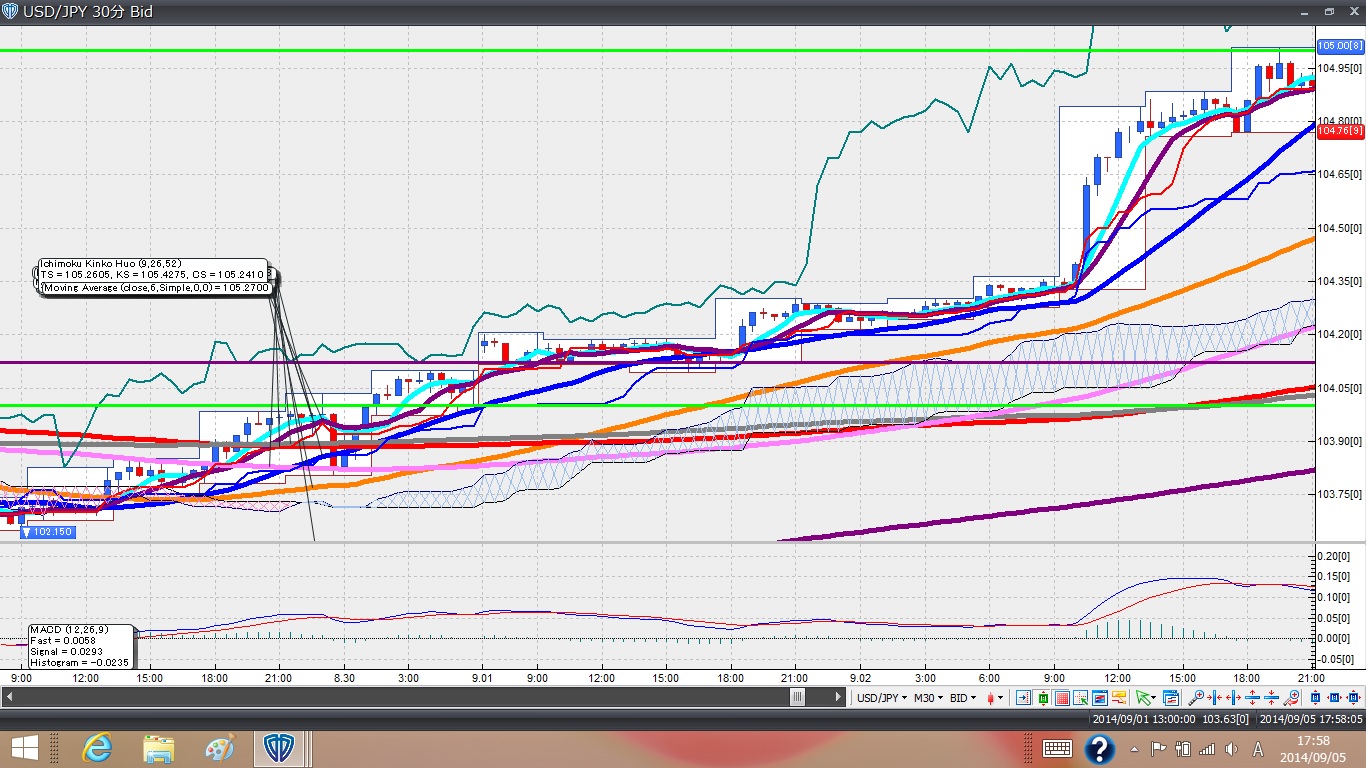 USD/JPY 30分 Bid
105.00[8]
104.95[0]
104.80[0]
104.76[9]
104.65[0]
104.50[0]
104.35[0]
104.20[0]
104.05[0]
103.90[0]
103.75[0]
Ichimoku Kinko Huo (9,26,52)
TS = 105.2605, KS = 105.4275, CS = 105.2410
Moving Average (close,6,Simple,0,0) = 105.2700
▼102.150
0.20[0]
0.15[0]
0.10[0]
0.05[0]
0.00[0]
-0.05[0]
MACD (12,26,9)
Fast = 0.0058
Signal = 0.0293
Histogram = -0.0235
9:00 12:00 15:00 18:00 21:00 8.30 3:00 9.01 9:00 12:00 15:00 18:00 21:00 9.02 3:00 6:00 9:00 12:00 15:00 18:00 21:00
USD/JPY M30 BID
2014/09/01 13:00:00 103.63[0] 2014/09/05 17:58:05
A
17:58
2014/09/05